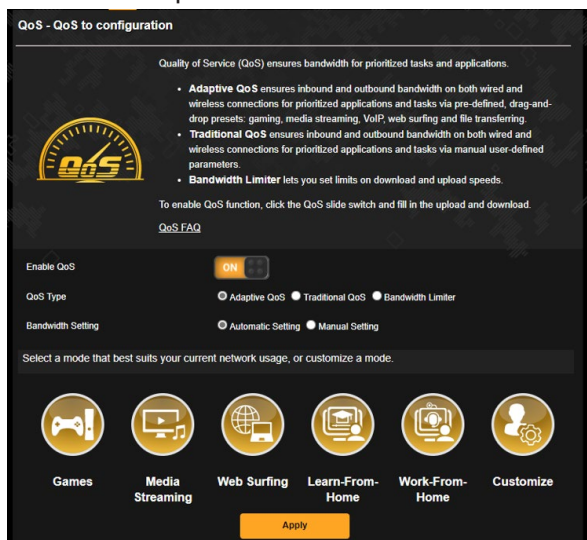 QoS - QoS to configuration
Quality of Service (QoS) ensures bandwidth for prioritized tasks and applications.
• Adaptive QoS ensures inbound and outbound bandwidth on both wired and
wireless connections for prioritized applications and tasks via pre-defined, drag-and-
drop presets: gaming, media streaming, VoIP, web surfing and file transferring.
• Traditional QoS ensures inbound and outbound bandwidth on both wired and
wireless connections for prioritized applications and tasks via manual user-defined
parameters.
• Bandwidth Limiter lets you set limits on download and upload speeds.
QoS
To enable QoS function, click the QoS slide switch and fill in the upload and download.
QoS FAQ
Enable QoS ON
QoS Type Adaptive QoS Traditional QoS Bandwidth Limiter
Bandwidth Setting Automatic Setting Manual Setting
Select a mode that best suits your current network usage, or customize a mode.
Games Media Streaming Web Surfing Learn-From-Home Work-From-Home Customize
Apply